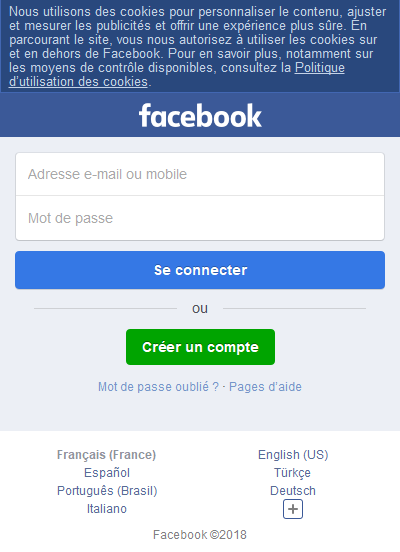 Nous utilisons des cookies pour personnaliser le contenu, ajuster
et mesurer les publicités et offrir une expérience plus sûre. En
parcourant le site, vous nous autorisez à utiliser les cookies sur
et en dehors de Facebook. Pour en savoir plus, notamment sur
les moyens de contrôle disponibles, consultez la Politique
d'utilisation des cookies.
facebook
Adresse e-mail ou mobile
Mot de passe
Se connecter
ou
Créer un compte
Mot de passe oublié ? · Pages d'aide
Français (France) English (US)
Español Türkçe
Português (Brasil) Deutsch
Italiano +
Facebook ©2018